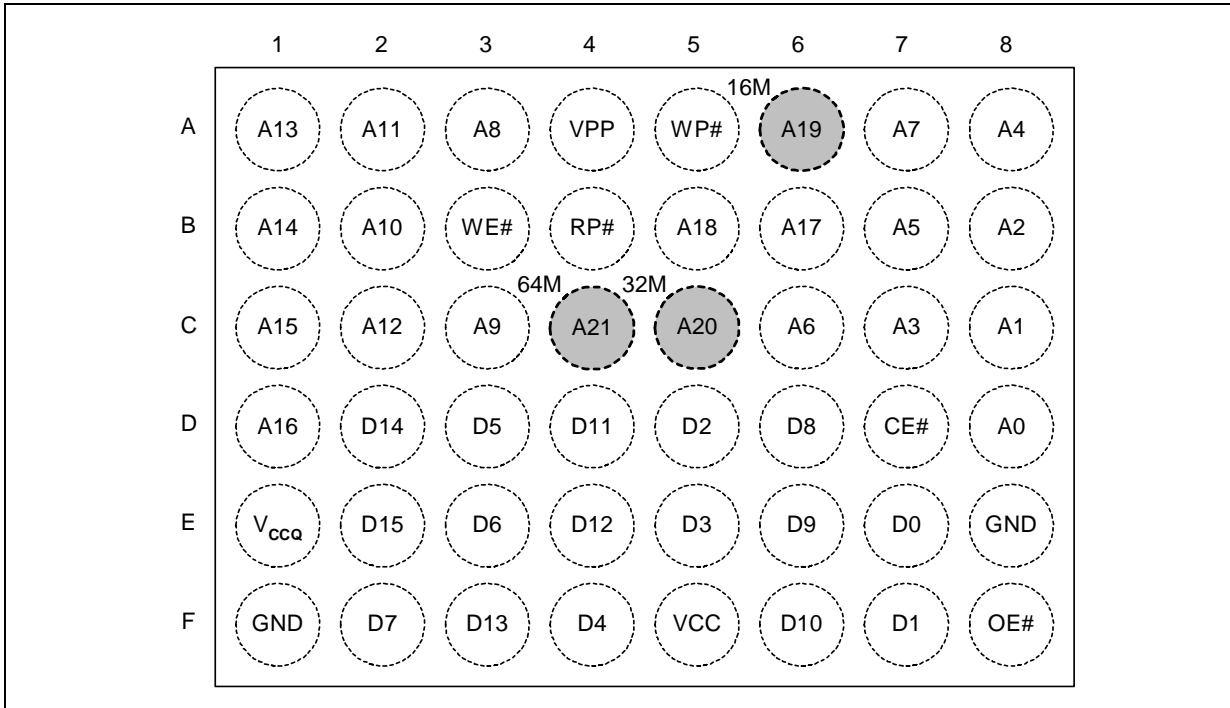 1 2 3 4 5 6 7 8
16M
A A13 A11 A8 VPP WP# A19 A7 A4
B A14 A10 WE# RP# A18 A17 A5 A2
64M 32M
C A15 A12 A9 A21 A20 A6 A3 A1
D A16 D14 D5 D11 D2 D8 CE# A0
E VCCQ D15 D6 D12 D3 D9 D0 GND
F GND D7 D13 D4 VCC D10 D1 OE#